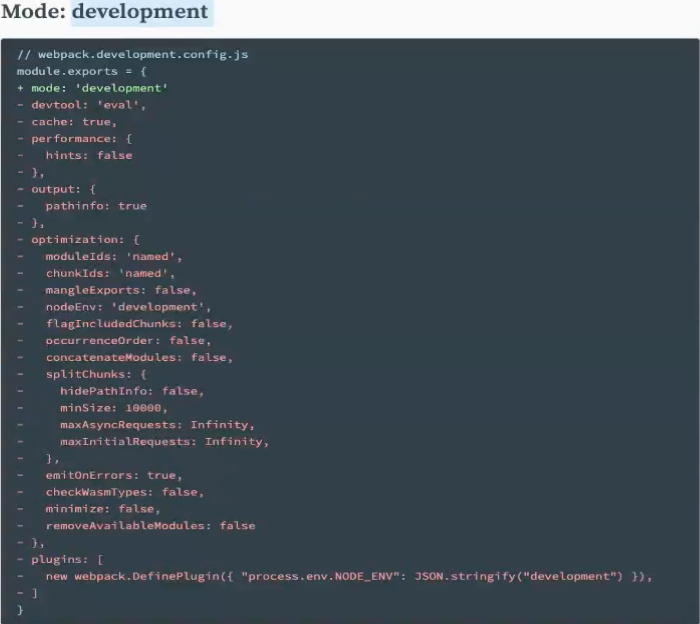 Mode: development
// webpack.development.config.js
module.exports = {
+ mode: 'development'
- devtool: 'eval',
- cache: true,
- performance: {
-   hints: false
- },
- output: {
-   pathinfo: true
- },
- optimization: {
-   moduleIds: 'named',
-   chunkIds: 'named',
-   mangleExports: false,
-   nodeEnv: 'development',
-   flagIncludedChunks: false,
-   occurrenceOrder: false,
-   concatenateModules: false,
-   splitChunks: {
-     hidePathInfo: false,
-     minSize: 10000,
-     maxAsyncRequests: Infinity,
-     maxInitialRequests: Infinity,
-   },
-   emitOnErrors: true,
-   checkWasmTypes: false,
-   minimize: false,
-   removeAvailableModules: false
- },
- plugins: [
-   new webpack.DefinePlugin({ "process.env.NODE_ENV": JSON.stringify("development") }),
- ]
}